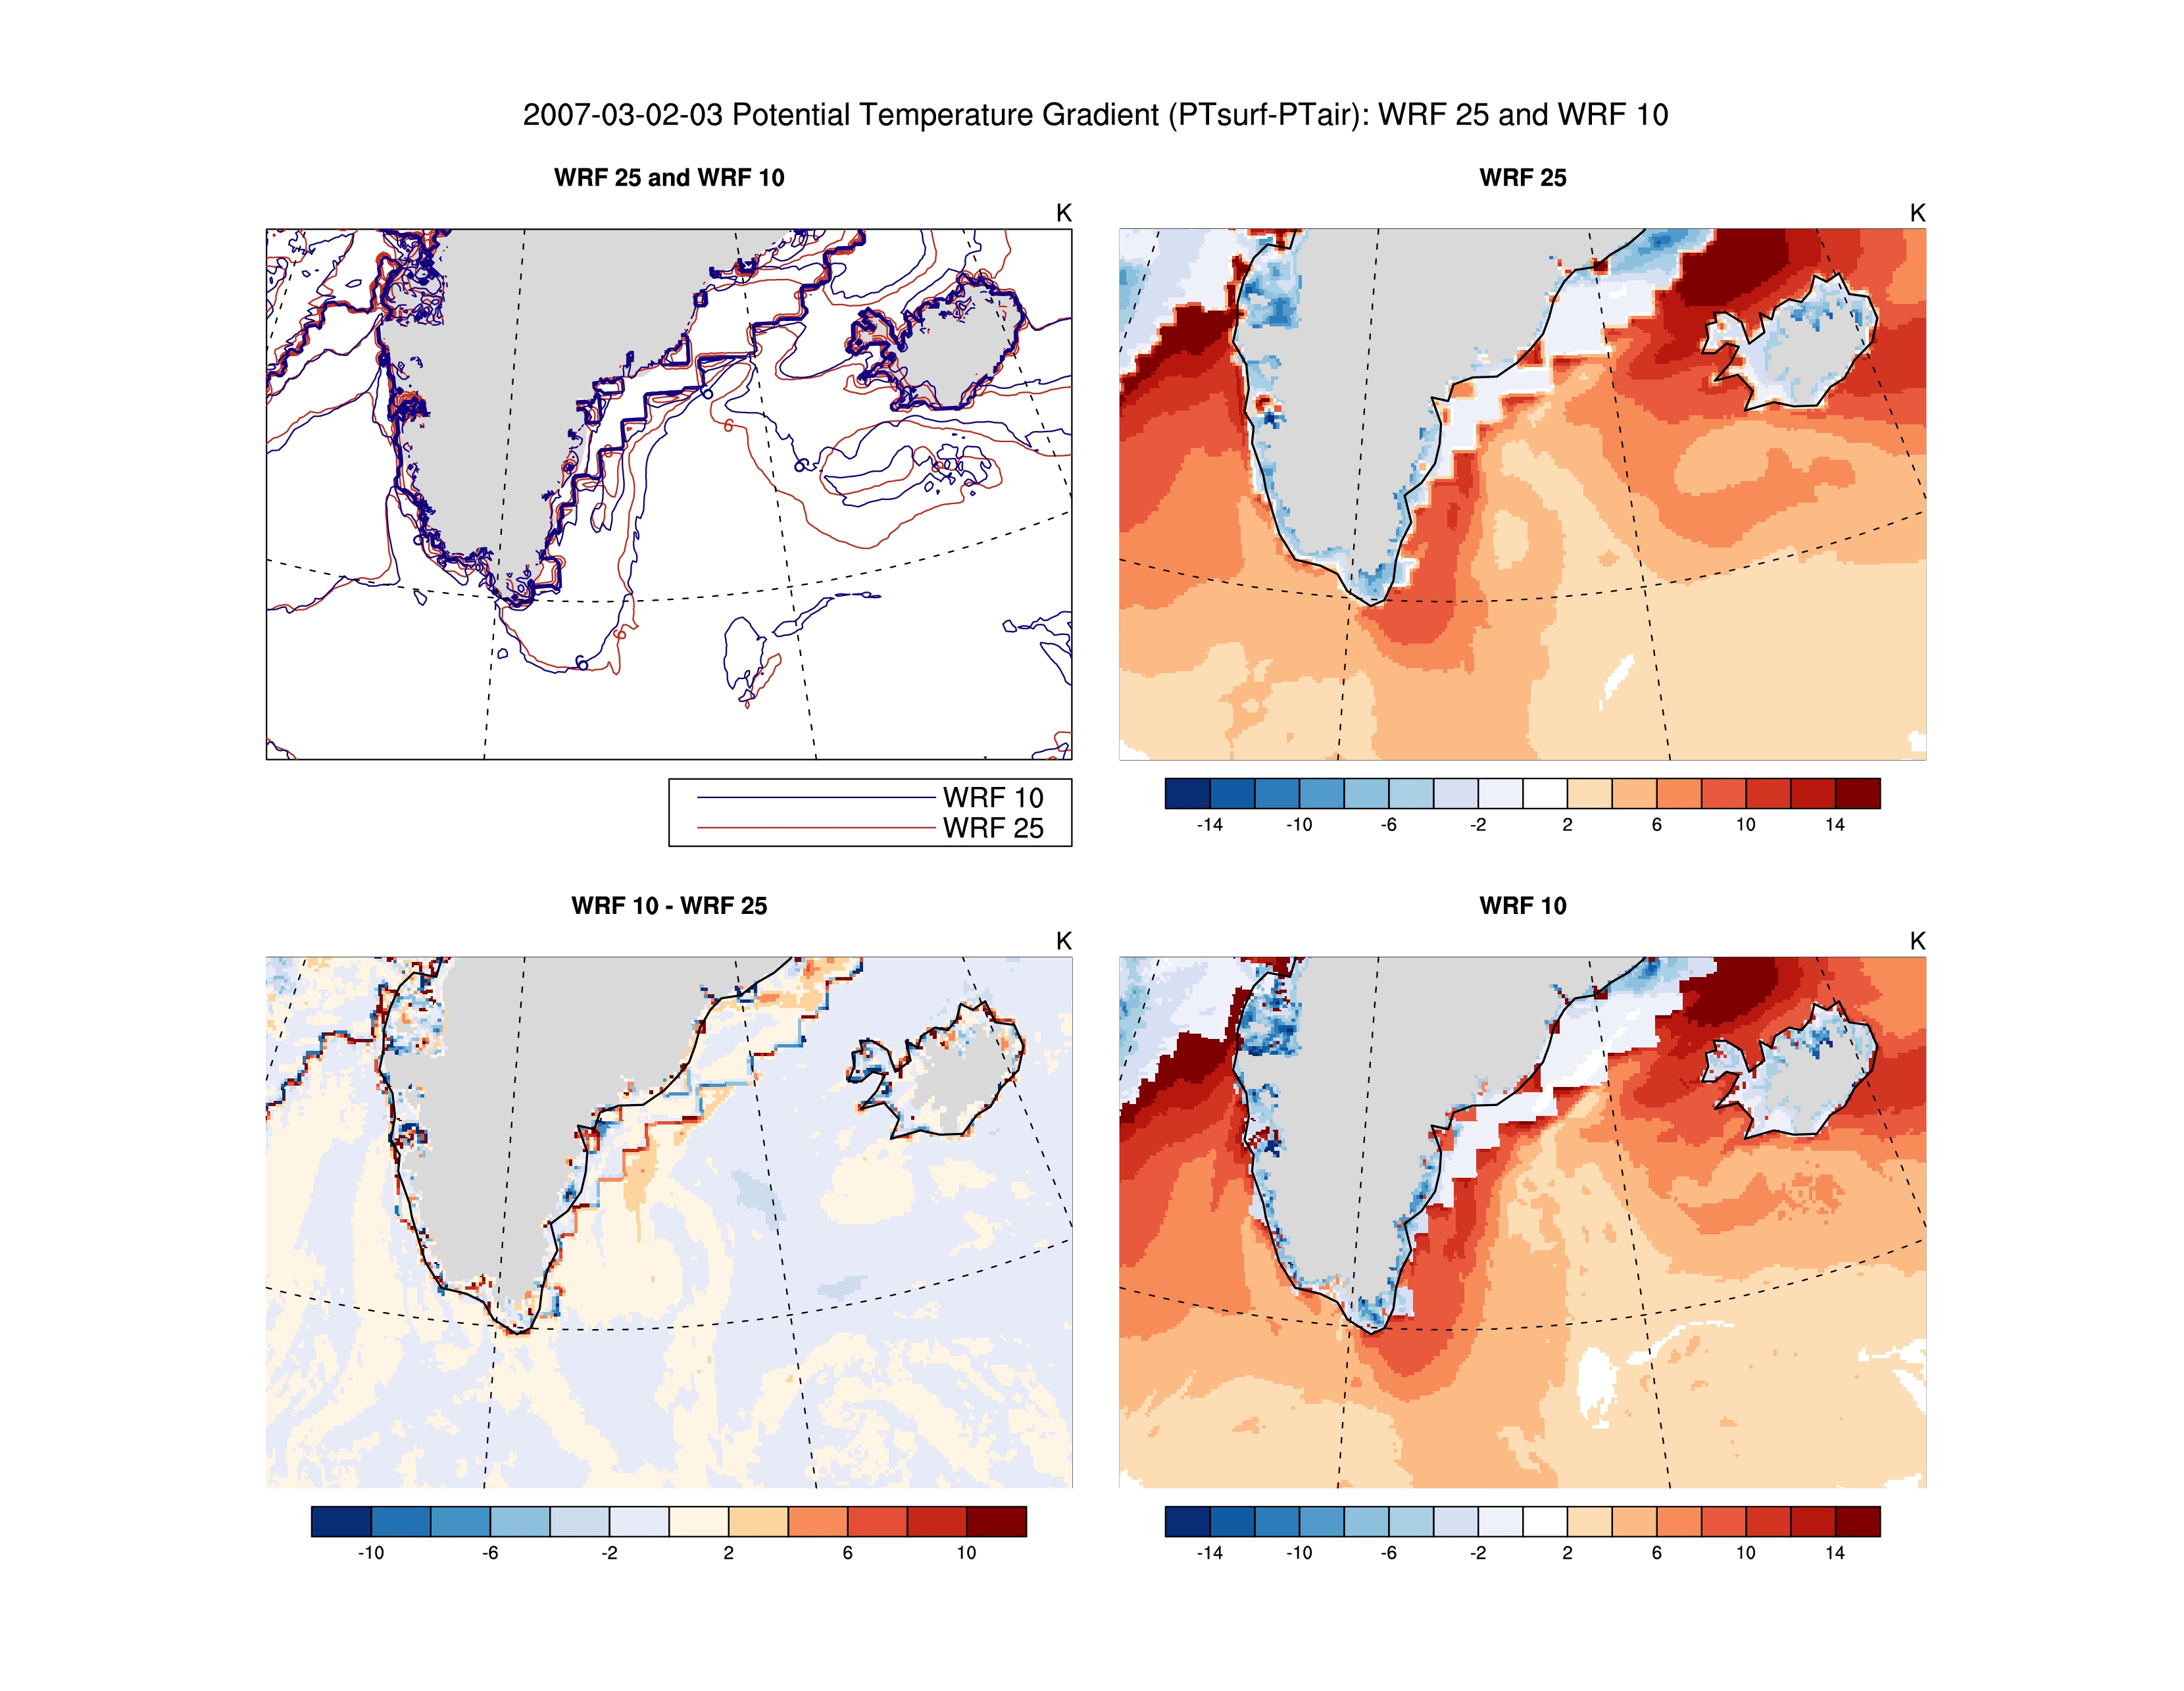 2007-03-02-03 Potential Temperature Gradient (PTsurf-PTair): WRF 25 and WRF 10
WRF 25 and WRF 10
K
6
6
6
6
6
6
6
WRF 10
WRF 25
WRF 25
K
-14 -10 -6 -2 2 6 10 14
WRF 10 - WRF 25
K
-10 -6 -2 2 6 10
WRF 10
K
-14 -10 -6 -2 2 6 10 14